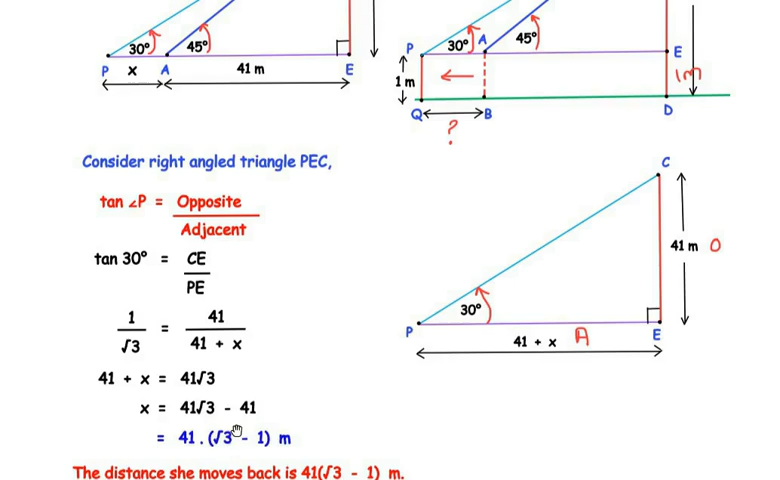 30° 45°
P x A 41 m E
P 30° A 45° E
1 m 1m
Q B D
?
Consider right angled triangle PEC,
C
tan ∠P = Opposite
Adjacent
tan 30° = CE
PE
41 m O
30°
P E
41 + x A
1 = 41
√3 41 + x
41 + x = 41√3
x = 41√3 - 41
= 41.(√3 - 1) m
The distance she moves back is 41(√3 - 1) m.